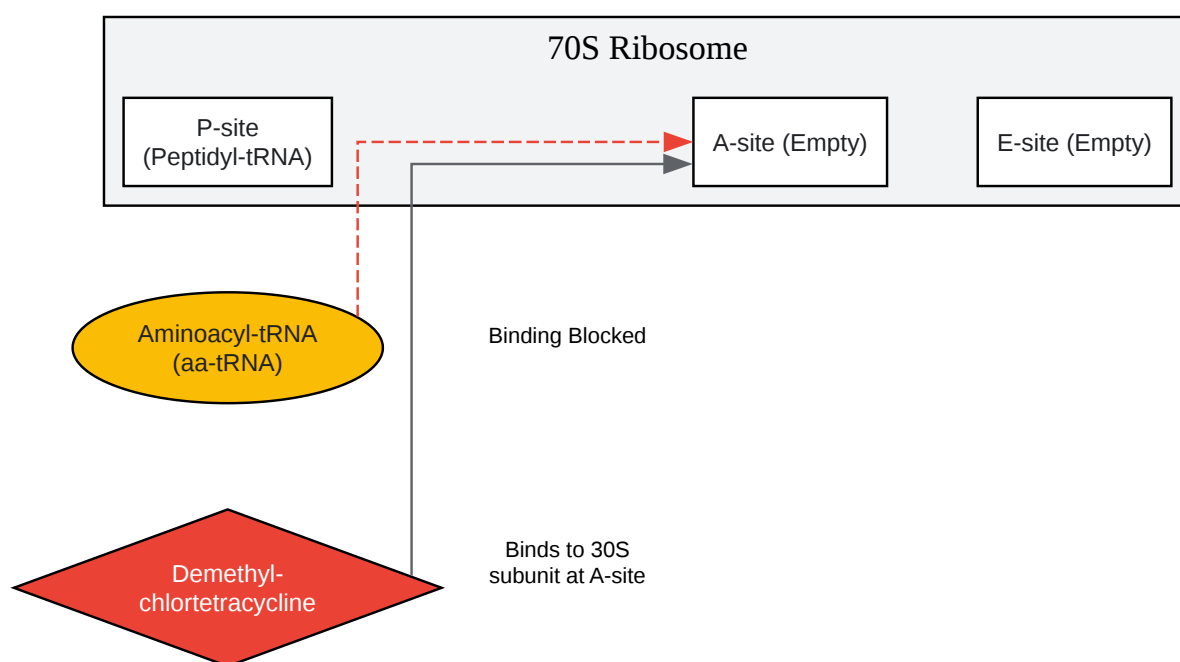 70S Ribosome
P-site
(Peptidyl-tRNA)
A-site (Empty)
E-site (Empty)
Aminoacyl-tRNA
(aa-tRNA)
Binding Blocked
Demethyl-
chlortetracycline
Binds to 30S
subunit at A-site